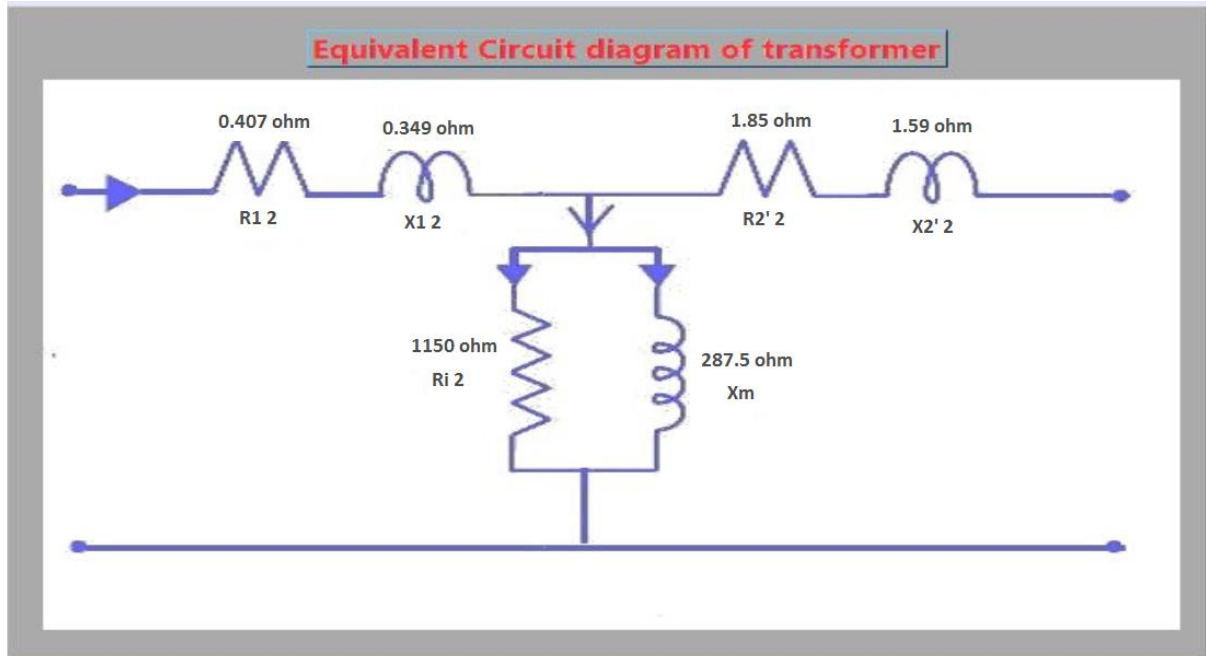 Equivalent Circuit diagram of transformer
0.407 ohm
0.349 ohm
1.85 ohm
1.59 ohm
R1 2
X1 2
R2' 2
X2' 2
1150 ohm
Ri 2
287.5 ohm
Xm